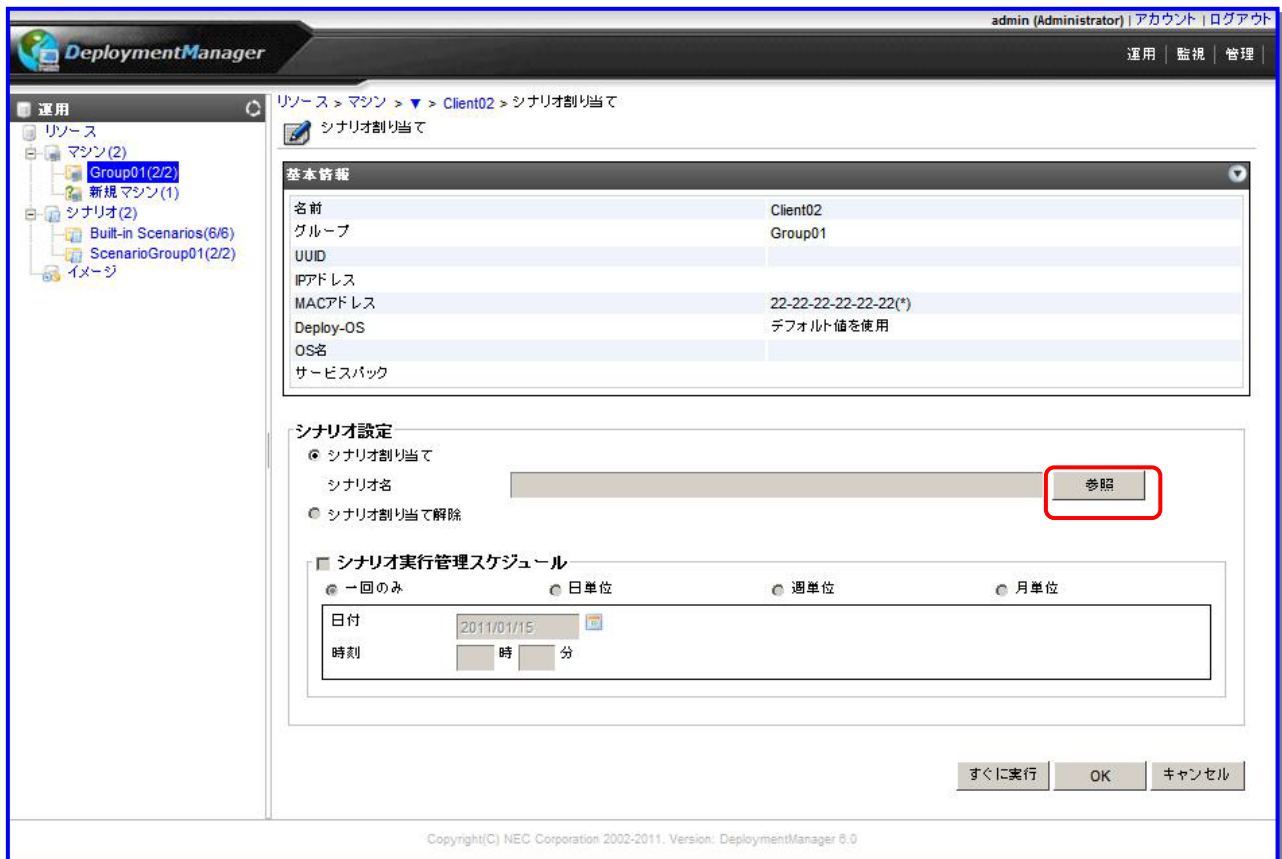 admin (Administrator) | アカウント | ログアウト
DeploymentManager
運用 | 監視 | 管理 |
運用
リソース
マシン(2)
Group01(2/2)
新規マシン(1)
シナリオ(2)
Built-in Scenarios(6/6)
ScenarioGroup01(2/2)
イメージ
リソース > マシン > ▼ > Client02 > シナリオ割り当て
シナリオ割り当て
基本情報
名前 Client02
グループ Group01
UUID
IPアドレス
MACアドレス 22-22-22-22-22-22(*)
Deploy-OS デフォルト値を使用
OS名
サービスパック
シナリオ設定
シナリオ割り当て
シナリオ名 参照
シナリオ割り当て解除
シナリオ実行管理スケジュール
一回のみ 日単位 週単位 月単位
日付 2011/01/15
時刻 時 分
すぐに実行 OK キャンセル
Copyright(C) NEC Corporation 2002-2011. Version: DeploymentManager 6.0